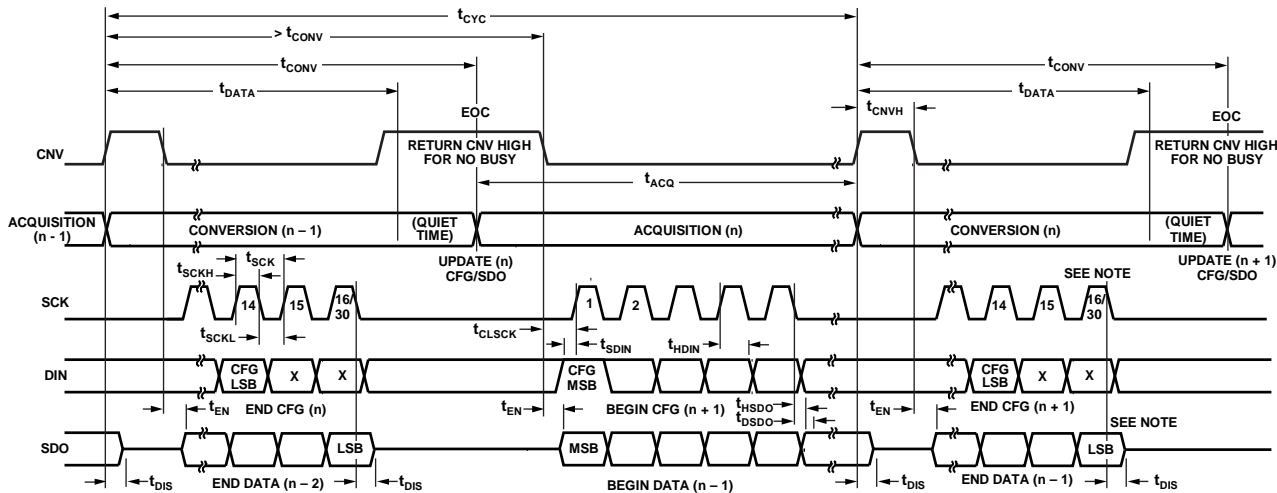 tCYC
> tCONV
tCONV
tCONV
tDATA
tDATA
EOC
tCNVH
EOC
CNV
RETURN CNV HIGH
FOR NO BUSY
RETURN CNV HIGH
FOR NO BUSY
tACQ
ACQUISITION
(n - 1)
CONVERSION (n – 1)
(QUIET
TIME)
ACQUISITION (n)
CONVERSION (n)
(QUIET
TIME)
UPDATE (n)
CFG/SDO
UPDATE (n + 1)
CFG/SDO
tSCK
tSCKH
SEE NOTE
SCK
14
15
16/
30
1
2
14
15
16/
30
tSCKL
tCLSCK
tSDIN
tHDIN
DIN
CFG
LSB
X
X
CFG
MSB
CFG
LSB
X
X
tEN
END CFG (n)
tEN
BEGIN CFG (n + 1)
tHSDO
tDSDO
tEN
END CFG (n + 1)
SEE NOTE
SDO
LSB
MSB
LSB
tDIS
END DATA (n – 2)
tDIS
BEGIN DATA (n – 1)
tDIS
END DATA (n – 1)
tDIS